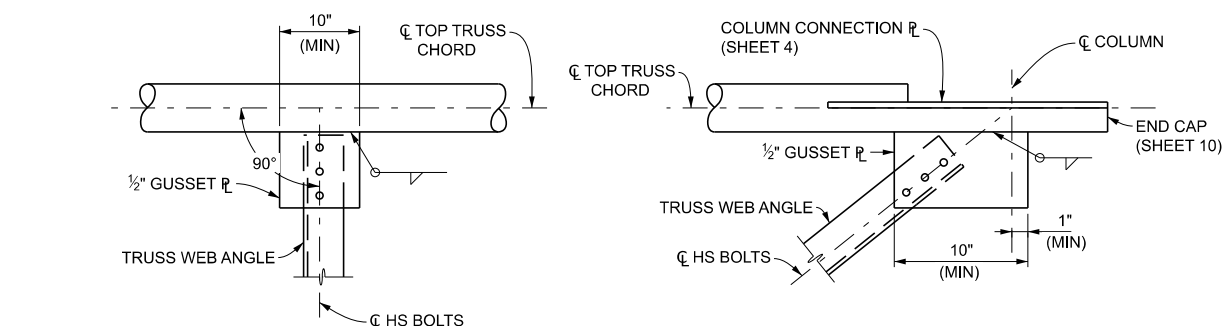 10"
(MIN)
℄ TOP TRUSS
CHORD
90°
½" GUSSET ⅊
TRUSS WEB ANGLE
℄ HS BOLTS
COLUMN CONNECTION ⅊
(SHEET 4)
℄ COLUMN
℄ TOP TRUSS
CHORD
END CAP
(SHEET 10)
½" GUSSET ⅊
TRUSS WEB ANGLE
1"
(MIN)
℄ HS BOLTS
10"
(MIN)